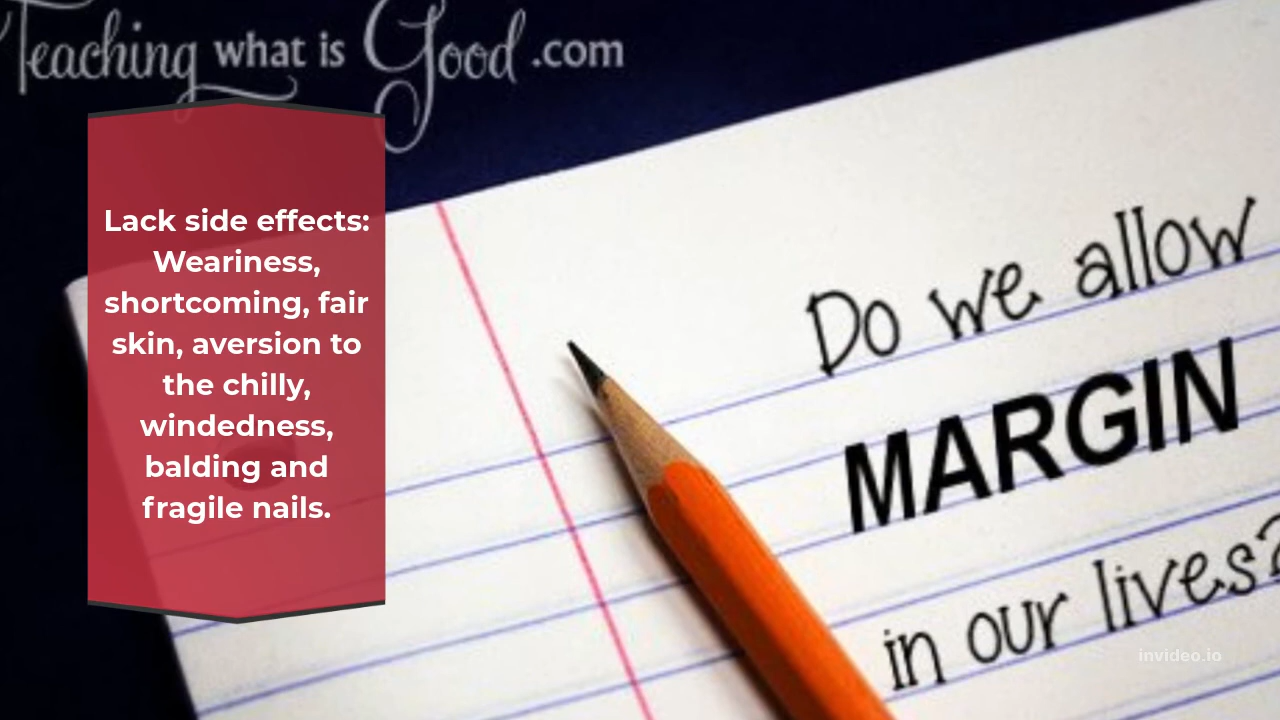 Teaching what is Good .com
Lack side effects:
Weariness,
shortcoming, fair
skin, aversion to
the chilly,
windedness,
balding and
fragile nails.
Do we allow
MARGIN
in our lives?
invideo.io